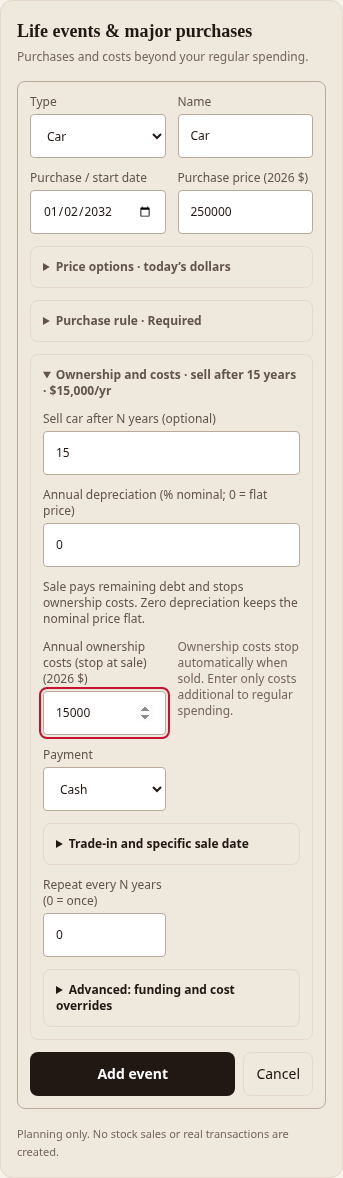 Life events & major purchases
Purchases and costs beyond your regular spending.
Type
Name
Car
Car
Purchase / start date
Purchase price (2026 $)
01/02/2032
250000
▶ Price options · today's dollars
▶ Purchase rule · Required
▼ Ownership and costs · sell after 15 years
· $15,000/yr
Sell car after N years (optional)
15
Annual depreciation (% nominal; 0 = flat
price)
0
Sale pays remaining debt and stops
ownership costs. Zero depreciation keeps the
nominal price flat.
Annual ownership
costs (stop at sale)
(2026 $)
15000
Ownership costs stop
automatically when
sold. Enter only costs
additional to regular
spending.
Payment
Cash
▶ Trade-in and specific sale date
Repeat every N years
(0 = once)
0
▶ Advanced: funding and cost
overrides
Add event
Cancel
Planning only. No stock sales or real transactions are
created.